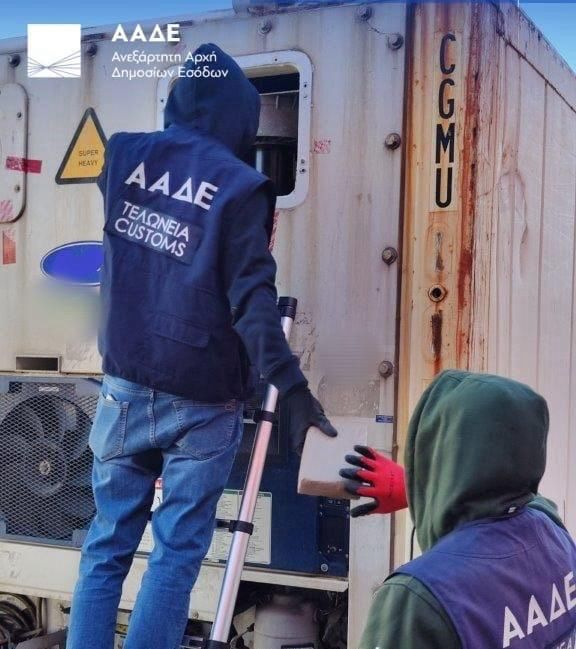 ΑΑΔΕ
Ανεξάρτητη Αρχή
Δημοσίων Εσόδων
SUPER
HEAVY
CGMU
ΑΑΔΕ
ΤΕΛΩΝΕΙΑ
CUSTOMS
ΑΑΔΕ